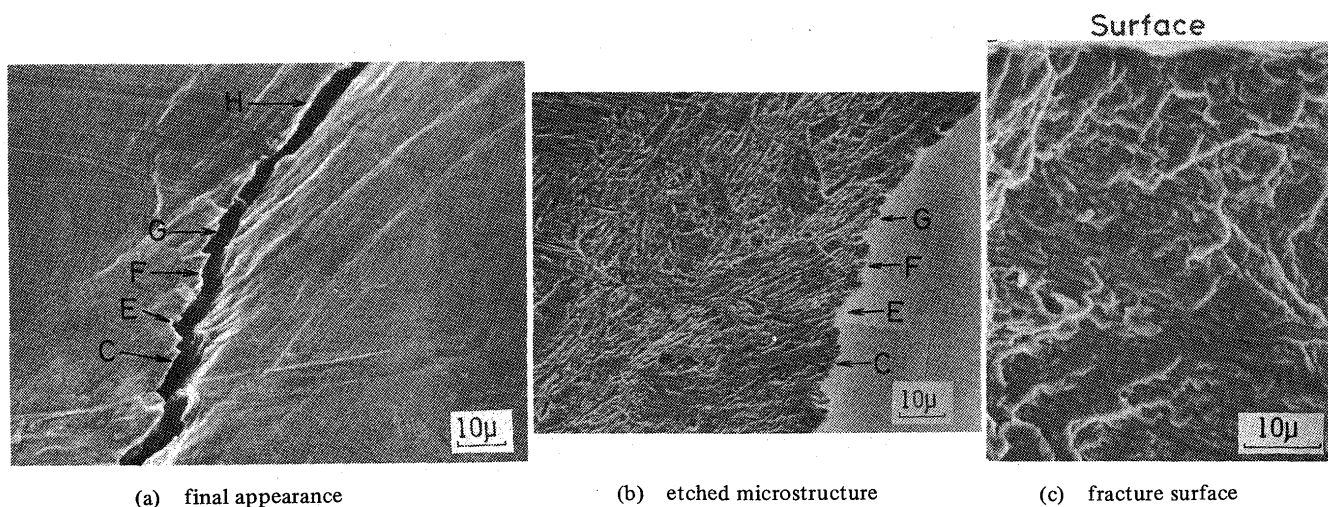 Surface
H
G
F
E
C
10μ
G
F
E
C
10μ
10μ
(a) final appearance
(b) etched microstructure
(c) fracture surface